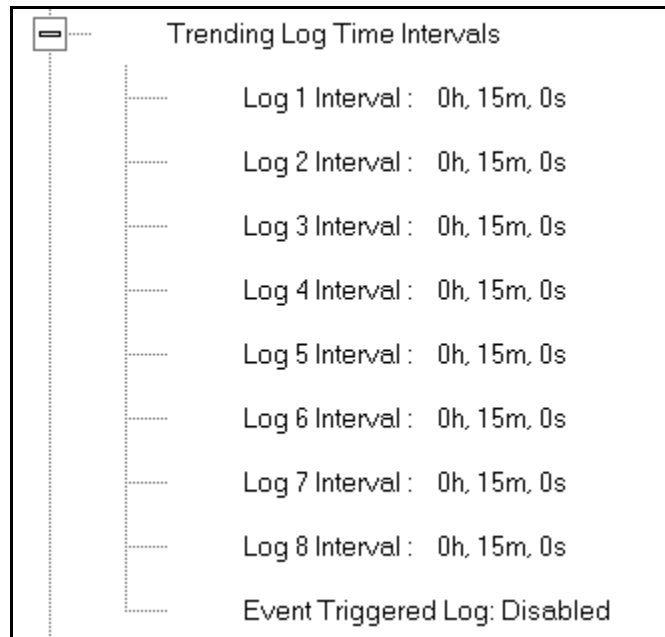 Trending Log Time Intervals
Log 1 Interval : 0h, 15m, 0s
Log 2 Interval : 0h, 15m, 0s
Log 3 Interval : 0h, 15m, 0s
Log 4 Interval : 0h, 15m, 0s
Log 5 Interval : 0h, 15m, 0s
Log 6 Interval : 0h, 15m, 0s
Log 7 Interval : 0h, 15m, 0s
Log 8 Interval : 0h, 15m, 0s
Event Triggered Log: Disabled